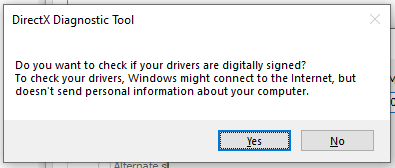 DirectX Diagnostic Tool
Do you want to check if your drivers are digitally signed?
To check your drivers, Windows might connect to the Internet, but
doesn't send personal information about your computer.
Yes
No
Alternate